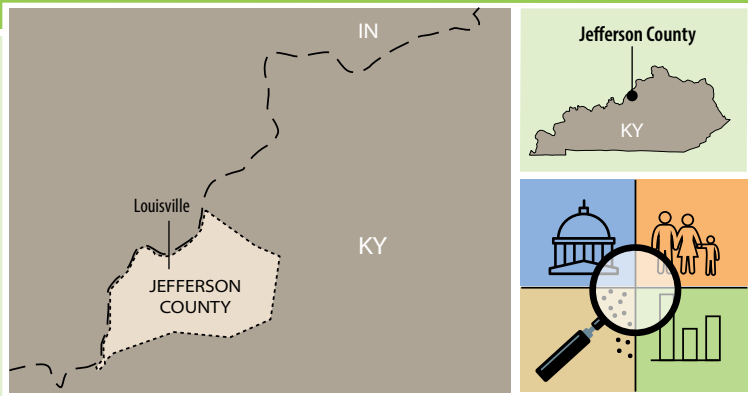 IN
Louisville
KY
JEFFERSON
COUNTY
Jefferson County
KY